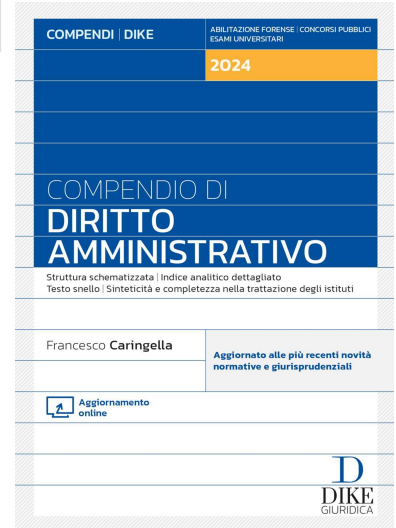 COMPENDI | DIKE
ABILITAZIONE FORENSE | CONCORSI PUBBLICI
ESAMI UNIVERSITARI
2024
COMPENDIO DI
DIRITTO
AMMINISTRATIVO
Struttura schematizzata | Indice analitico dettagliato
Testo snello | Sinteticità e completezza nella trattazione degli istituti
Francesco Caringella
Aggiornato alle più recenti novità
normative e giurisprudenziali
Aggiornamento
online
D
DIKE
GIURIDICA